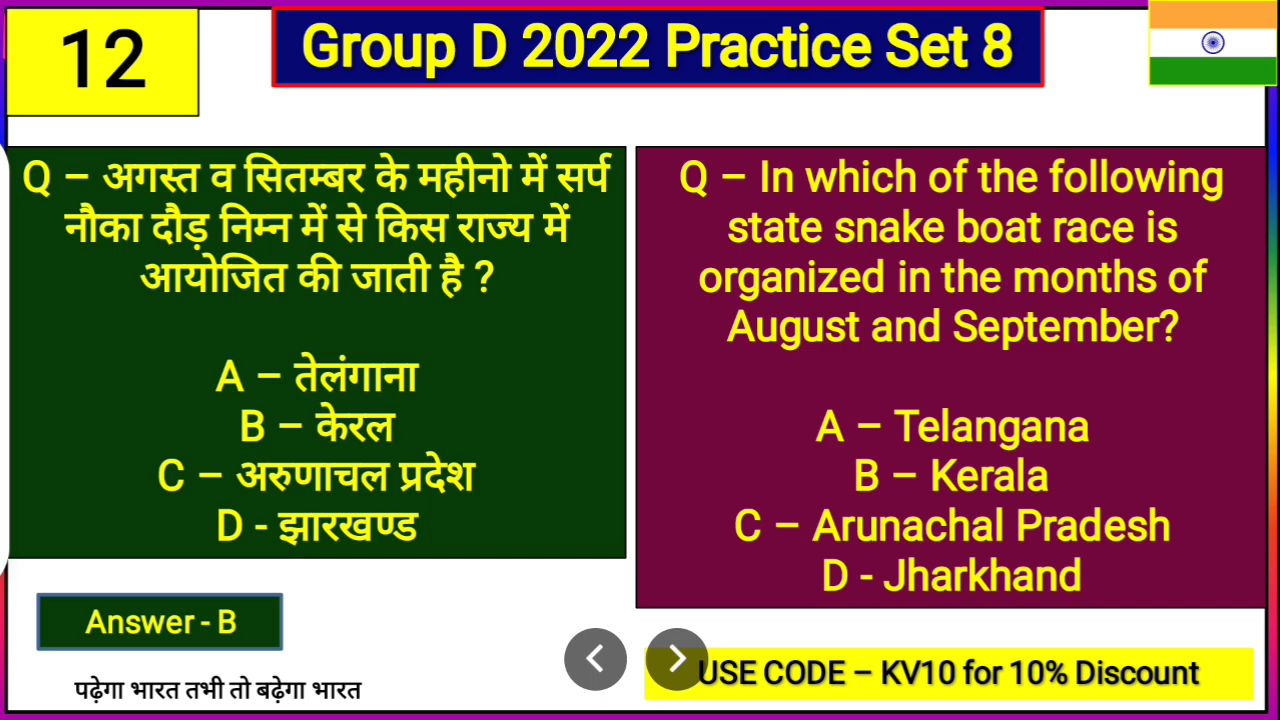 12
Group D 2022 Practice Set 8
Q – अगस्त व सितम्बर के महीनो में सर्प
नौका दौड़ निम्न में से किस राज्य में
आयोजित की जाती है ?
A – तेलंगाना
B – केरल
C – अरुणाचल प्रदेश
D - झारखण्ड
Q – In which of the following
state snake boat race is
organized in the months of
August and September?
A – Telangana
B – Kerala
C – Arunachal Pradesh
D - Jharkhand
Answer - B
पढ़ेगा भारत तभी तो बढ़ेगा भारत
USE CODE – KV10 for 10% Discount